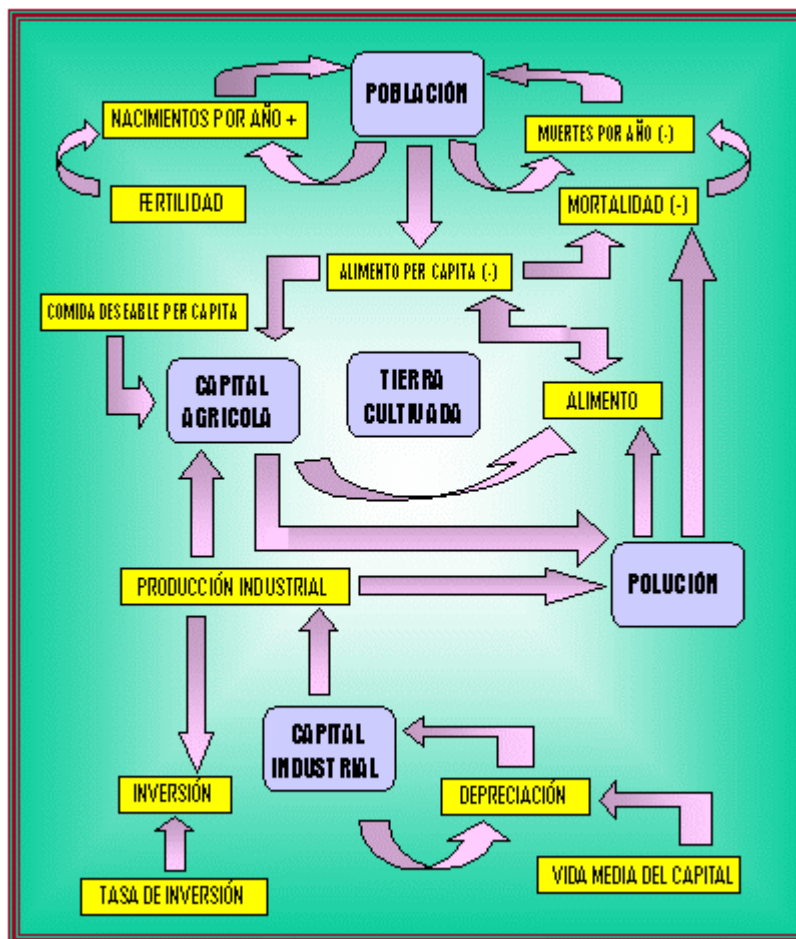 POBLACIÓN
NACIMIENTOS POR AÑO +
MUERTES POR AÑO (-)
FERTILIDAD
MORTALIDAD (-)
ALIMENTO PER CAPITA (-)
COMIDA DESEABLE PER CAPITA
CAPITAL
AGRICOLA
TIERRA
CULTIVADA
ALIMENTO
PRODUCCIÓN INDUSTRIAL
POLUCIÓN
CAPITAL
INDUSTRIAL
INVERSIÓN
DEPRECIACIÓN
TASA DE INVERSIÓN
VIDA MEDIA DEL CAPITAL